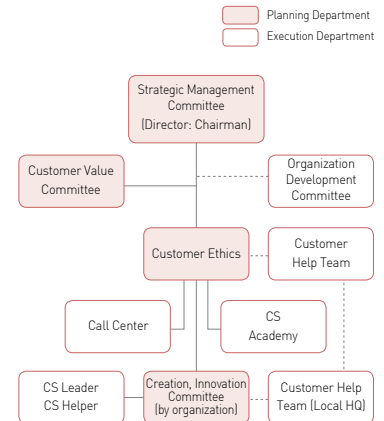 Planning Department
Execution Department
Strategic Management
Committee
(Director: Chairman)
Customer Value
Committee
Organization
Development
Committee
Customer Ethics
Customer
Help Team
Call Center
CS
Academy
CS Leader
CS Helper
Creation, Innovation
Committee
(by organization)
Customer Help
Team (Local HQ)